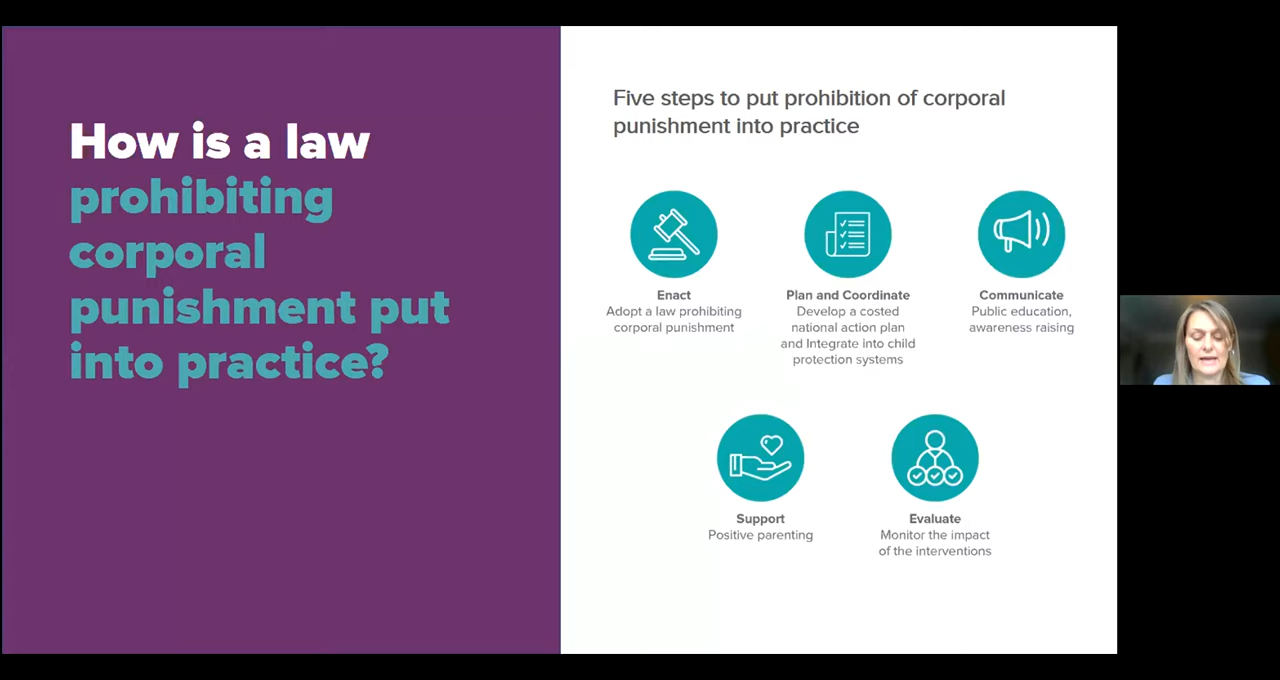 How is a law
prohibiting
corporal
punishment put
into practice?
Five steps to put prohibition of corporal
punishment into practice
Enact
Adopt a law prohibiting
corporal punishment
Plan and Coordinate
Develop a costed
national action plan
and Integrate into child
protection systems
Communicate
Public education,
awareness raising
Support
Positive parenting
Evaluate
Monitor the impact
of the interventions